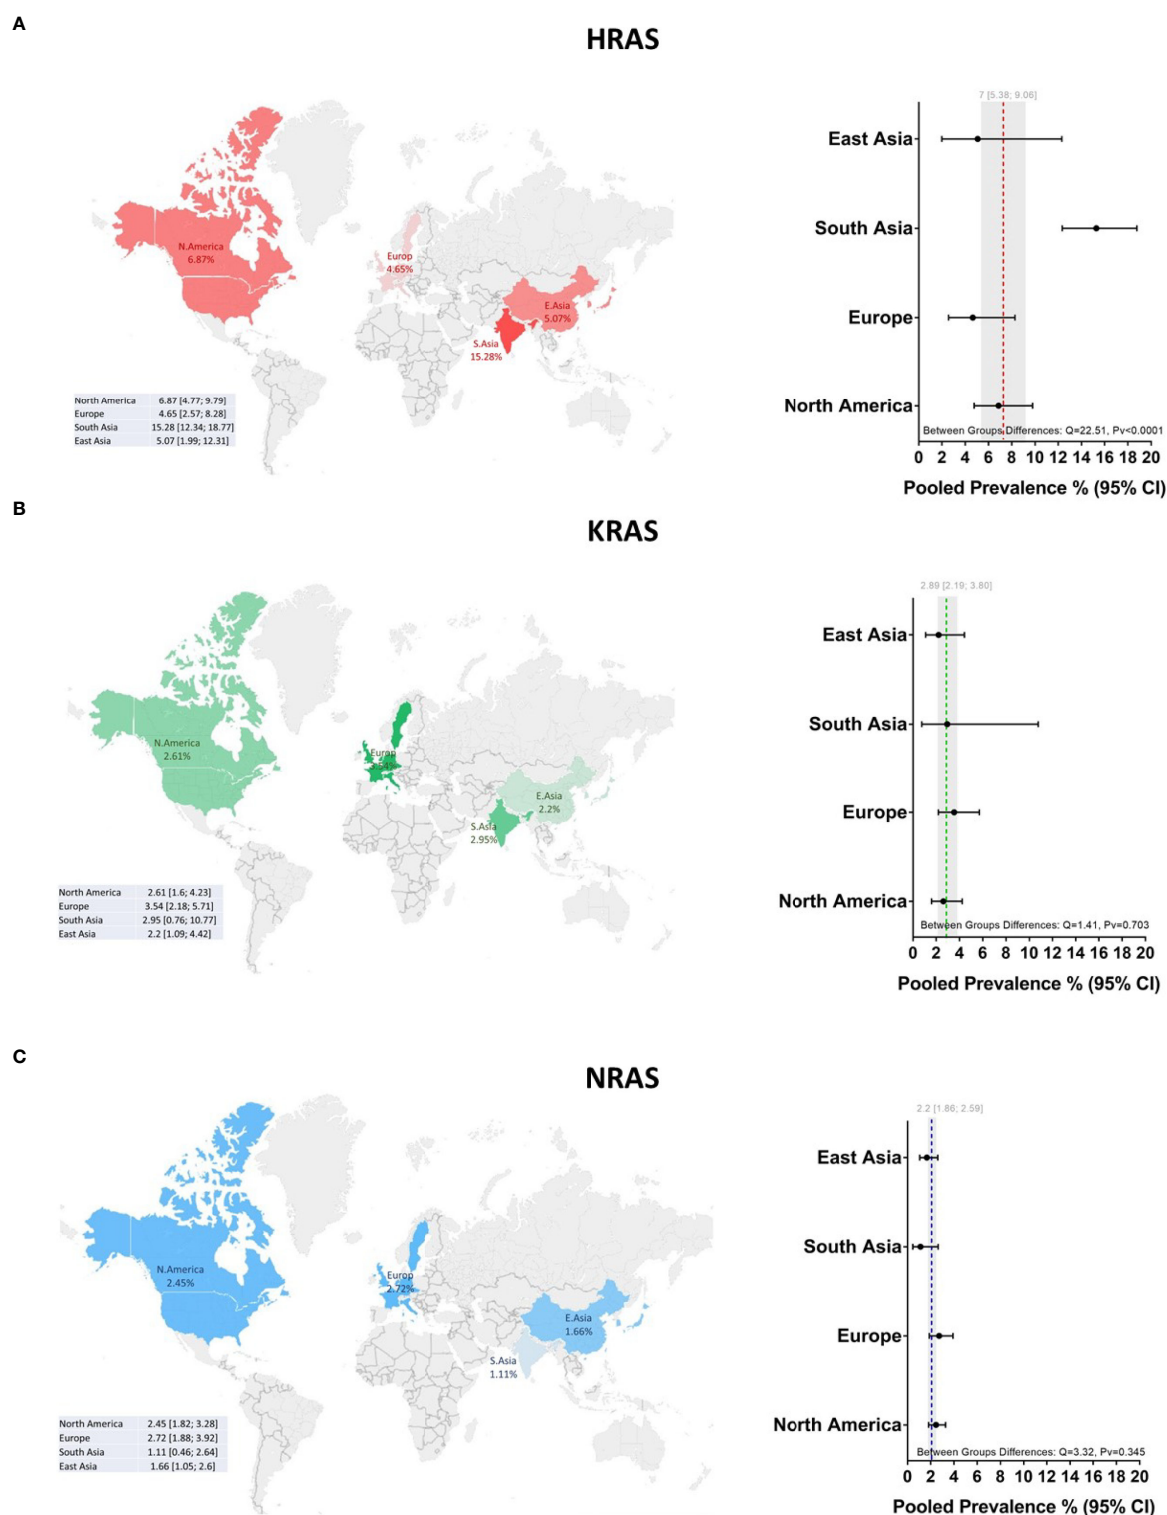 A
HRAS
N.America
6.87%
Europ
4.65%
E.Asia
5.07%
S.Asia
15.28%
North America 6.87 [4.77; 9.79]
Europe 4.65 [2.57; 8.28]
South Asia 15.28 [12.34; 18.77]
East Asia 5.07 [1.99; 12.31]
7 [5.38; 9.06]
East Asia
South Asia
Europe
North America
Between Groups Differences: Q=22.51, Pv<0.0001
0 2 4 6 8 10 12 14 16 18 20
Pooled Prevalence % (95% CI)
B
KRAS
N.America
2.61%
Europ
3.54%
E.Asia
2.2%
S.Asia
2.95%
North America 2.61 [1.6; 4.23]
Europe 3.54 [2.18; 5.71]
South Asia 2.95 [0.76; 10.77]
East Asia 2.2 [1.09; 4.42]
2.89 [2.19; 3.80]
East Asia
South Asia
Europe
North America
Between Groups Differences: Q=1.41, Pv=0.703
0 2 4 6 8 10 12 14 16 18 20
Pooled Prevalence % (95% CI)
C
NRAS
N.America
2.45%
Europ
2.72%
E.Asia
1.66%
S.Asia
1.11%
North America 2.45 [1.82; 3.28]
Europe 2.72 [1.88; 3.92]
South Asia 1.11 [0.46; 2.64]
East Asia 1.66 [1.05; 2.6]
2.2 [1.86; 2.59]
East Asia
South Asia
Europe
North America
Between Groups Differences: Q=3.32, Pv=0.345
0 2 4 6 8 10 12 14 16 18 20
Pooled Prevalence % (95% CI)